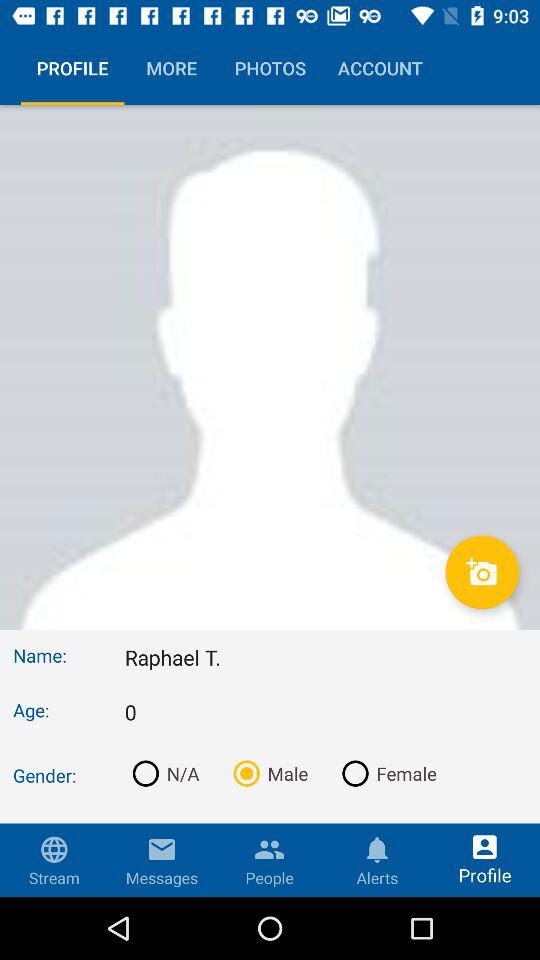 9:03
PROFILE MORE PHOTOS ACCOUNT
Name: Raphael T.
Age: 0
Gender: N/A Male Female
Stream Messages People Alerts Profile